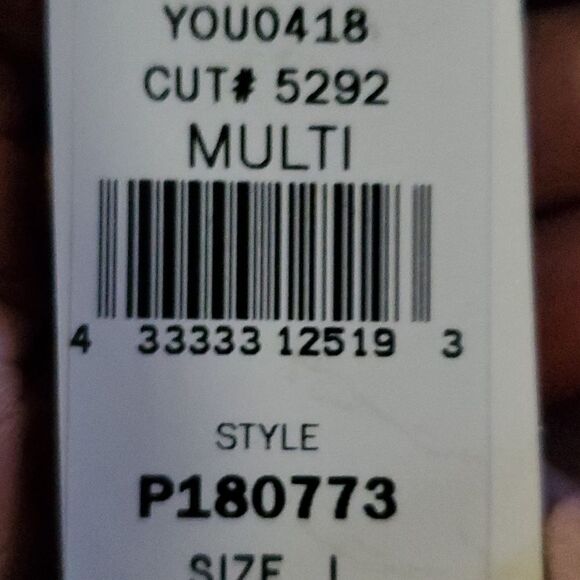 YOU0418
CUT# 5292
MULTI
4 33333 12519 3
STYLE
P180773
SIZE L